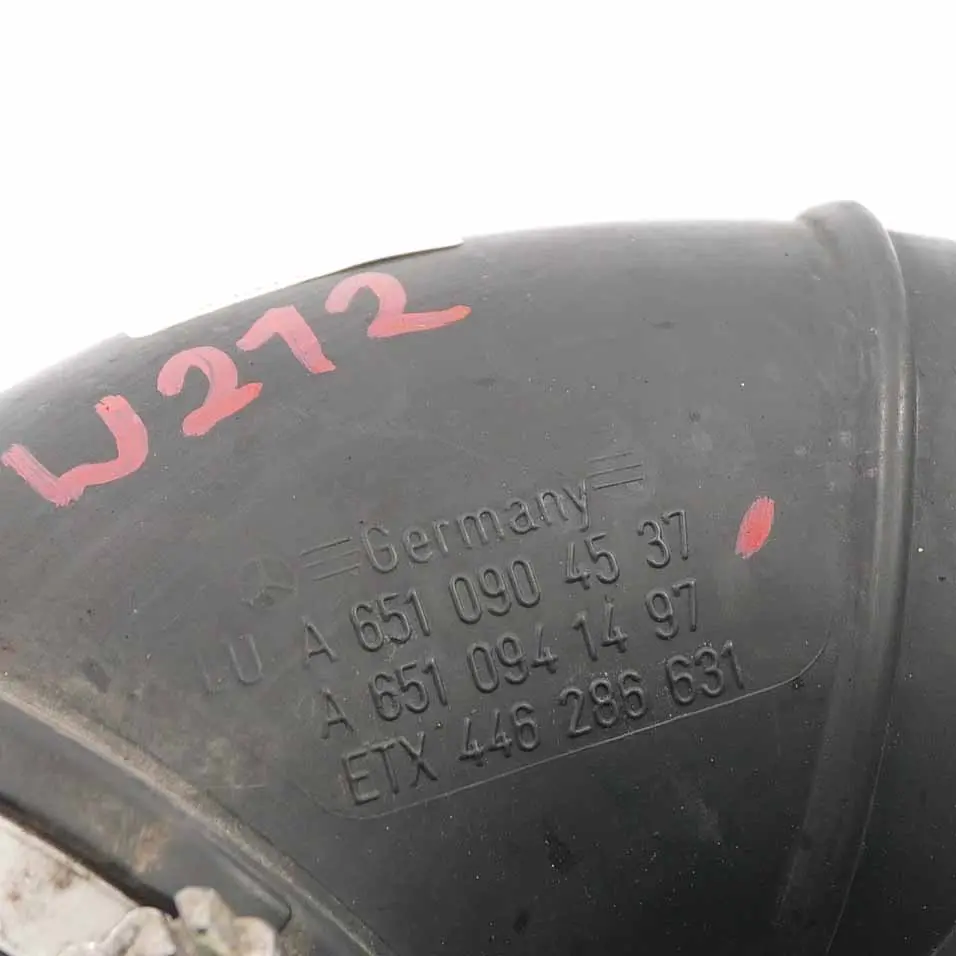 W212
Germany
LU A 651 090 45 37
A 651 094 14 97
ETX 446 286 631